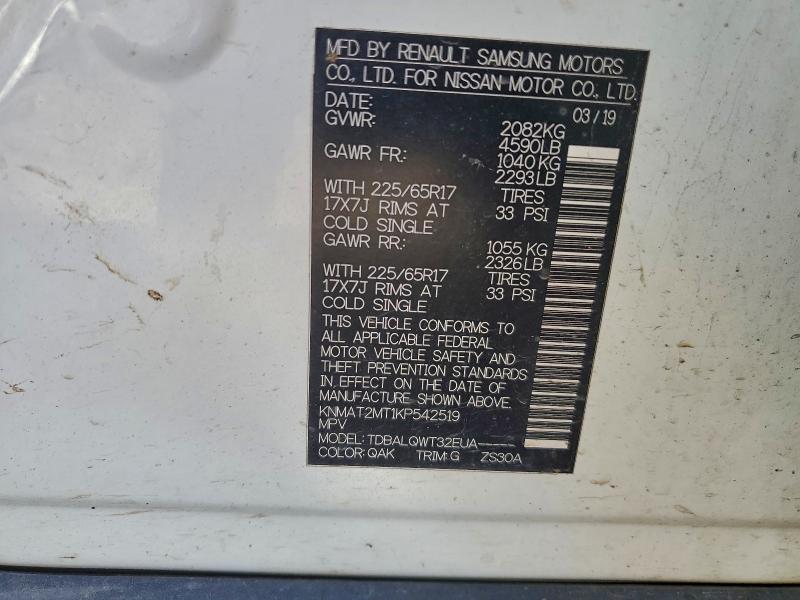 MFD BY RENAULT SAMSUNG MOTORS
CO., LTD. FOR NISSAN MOTOR CO., LTD.
DATE: 03/19
GVWR: 2082KG
4590LB
GAWR FR: 1040KG
2293LB
WITH 225/65R17 TIRES
17X7J RIMS AT 33 PSI
COLD SINGLE
GAWR RR: 1055KG
2326LB
WITH 225/65R17 TIRES
17X7J RIMS AT 33 PSI
COLD SINGLE
THIS VEHICLE CONFORMS TO
ALL APPLICABLE FEDERAL
MOTOR VEHICLE SAFETY AND
THEFT PREVENTION STANDARDS
IN EFFECT ON THE DATE OF
MANUFACTURE SHOWN ABOVE.
KNMAT2MT1KP542519
MPV
MODEL: TDBALQWT32EUA-----
COLOR: QAK TRIM: G ZS30A